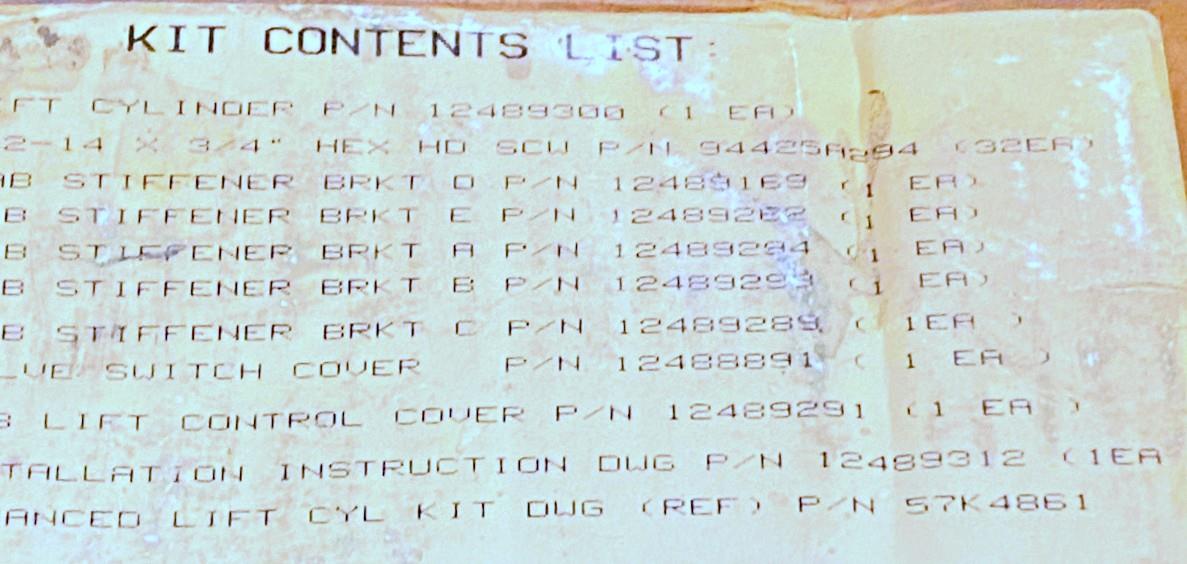 KIT CONTENTS LIST:
IFT CYLINDER P/N 12489300 (1 EA)
2-14 X 3/4" HEX HD SCW P/N 94425A294 (32EA)
AB STIFFENER BRKT D P/N 12489169 (1 EA)
B STIFFENER BRKT E P/N (1 EA)
B STIFFENER BRKT A P/N 12489294 (1 EA)
B STIFFENER BRKT B P/N (1 EA)
B STIFFENER BRKT C P/N 12489289 ( 1EA )
LVE SWITCH COVER P/N 12488891 ( 1 EA )
B LIFT CONTROL COVER P/N 12489291 (1 EA )
TALLATION INSTRUCTION DWG P/N 12489312 (1EA
ANCED LIFT CYL KIT DWG (REF) P/N 57K4861